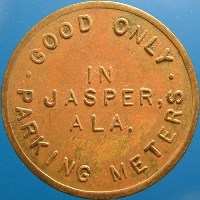 GOOD ONLY
IN
JASPER,
ALA.
PARKING METERS